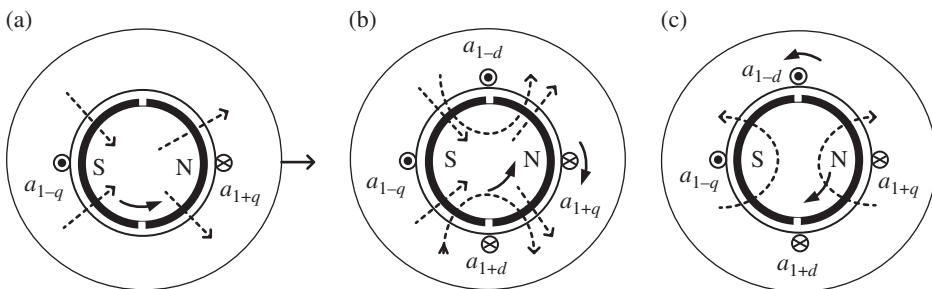 (a)
S N
a1–q
a1+q
(b)
a1–d
S N
a1–q
a1+q
a1+d
(c)
a1–d
S N
a1–q
a1+q
a1+d